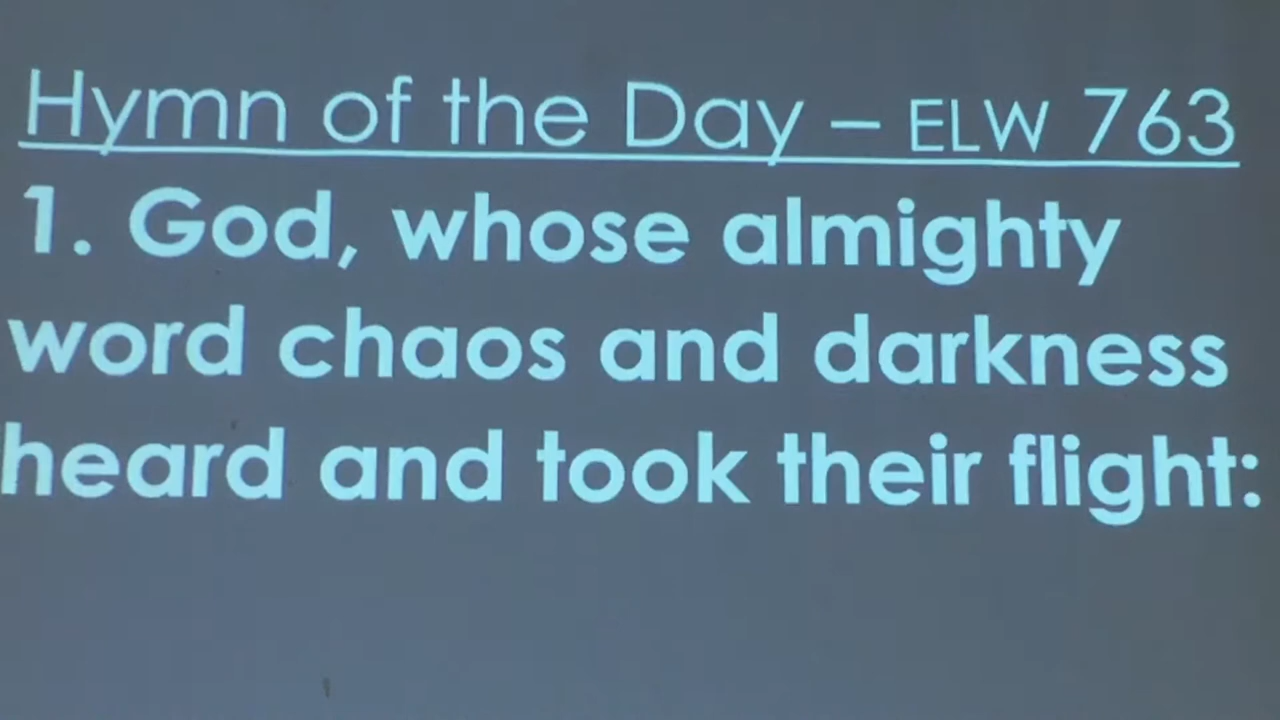 Hymn of the Day – ELW 763
1. God, whose almighty
word chaos and darkness
heard and took their flight: